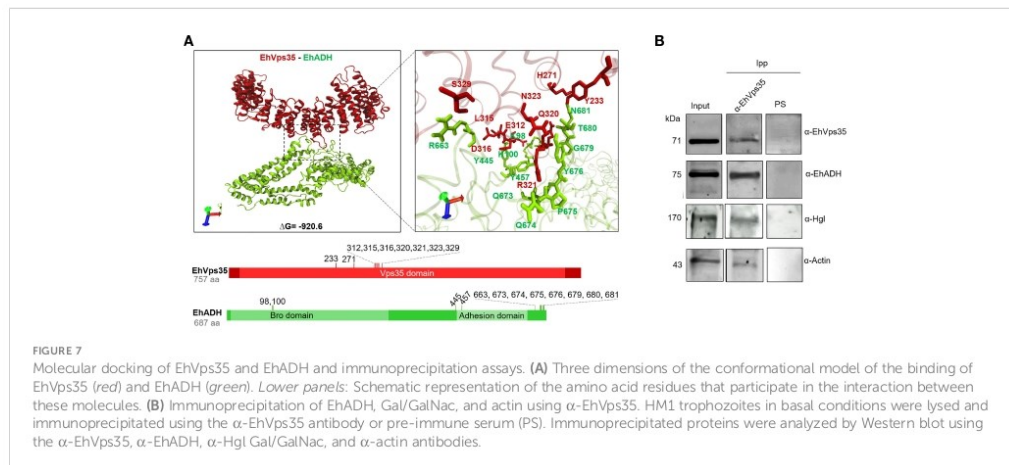 A
EhVps35 - EhADH
ΔG= -920.6
S329
H271
Y233
N323
N681
L315
E312
Q320
T680
K98
R663
D316
G679
Y445
K100
Y457
Y676
R321
Q673
P675
Q674
312,315,316,320,321,323,329
233 271
EhVps35
757 aa
Vps35 domain
663, 673, 674, 675, 676, 679, 680, 681
98,100
445
457
EhADH
687 aa
Bro domain
Adhesion domain
B
Ipp
Input
α-EhVps35
PS
kDa
71
α-EhVps35
75
α-EhADH
170
α-Hgl
43
α-Actin
FIGURE 7
Molecular docking of EhVps35 and EhADH and immunoprecipitation assays. (A) Three dimensions of the conformational model of the binding of
EhVps35 (red) and EhADH (green). Lower panels: Schematic representation of the amino acid residues that participate in the interaction between
these molecules. (B) Immunoprecipitation of EhADH, Gal/GalNac, and actin using α-EhVps35. HM1 trophozoites in basal conditions were lysed and
immunoprecipitated using the α-EhVps35 antibody or pre-immune serum (PS). Immunoprecipitated proteins were analyzed by Western blot using
the α-EhVps35, α-EhADH, α-Hgl Gal/GalNac, and α-actin antibodies.